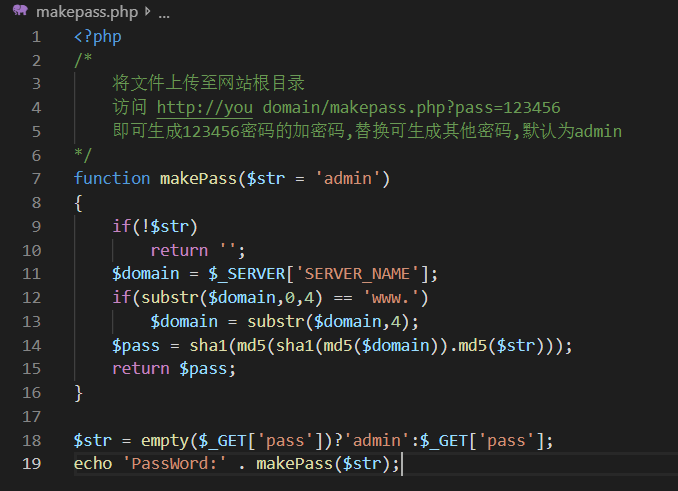 makepass.php > ...
1 <?php
2 /*
3 将文件上传至网站根目录
4 访问 http://you domain/makepass.php?pass=123456
5 即可生成123456密码的加密码,替换可生成其他密码,默认为admin
6 */
7 function makePass($str = 'admin')
8 {
9 if(!$str)
10 return '';
11 $domain = $_SERVER['SERVER_NAME'];
12 if(substr($domain,0,4) == 'www.')
13 $domain = substr($domain,4);
14 $pass = sha1(md5(sha1(md5($domain)).md5($str)));
15 return $pass;
16 }
17
18 $str = empty($_GET['pass'])?'admin':$_GET['pass'];
19 echo 'PassWord:' . makePass($str);